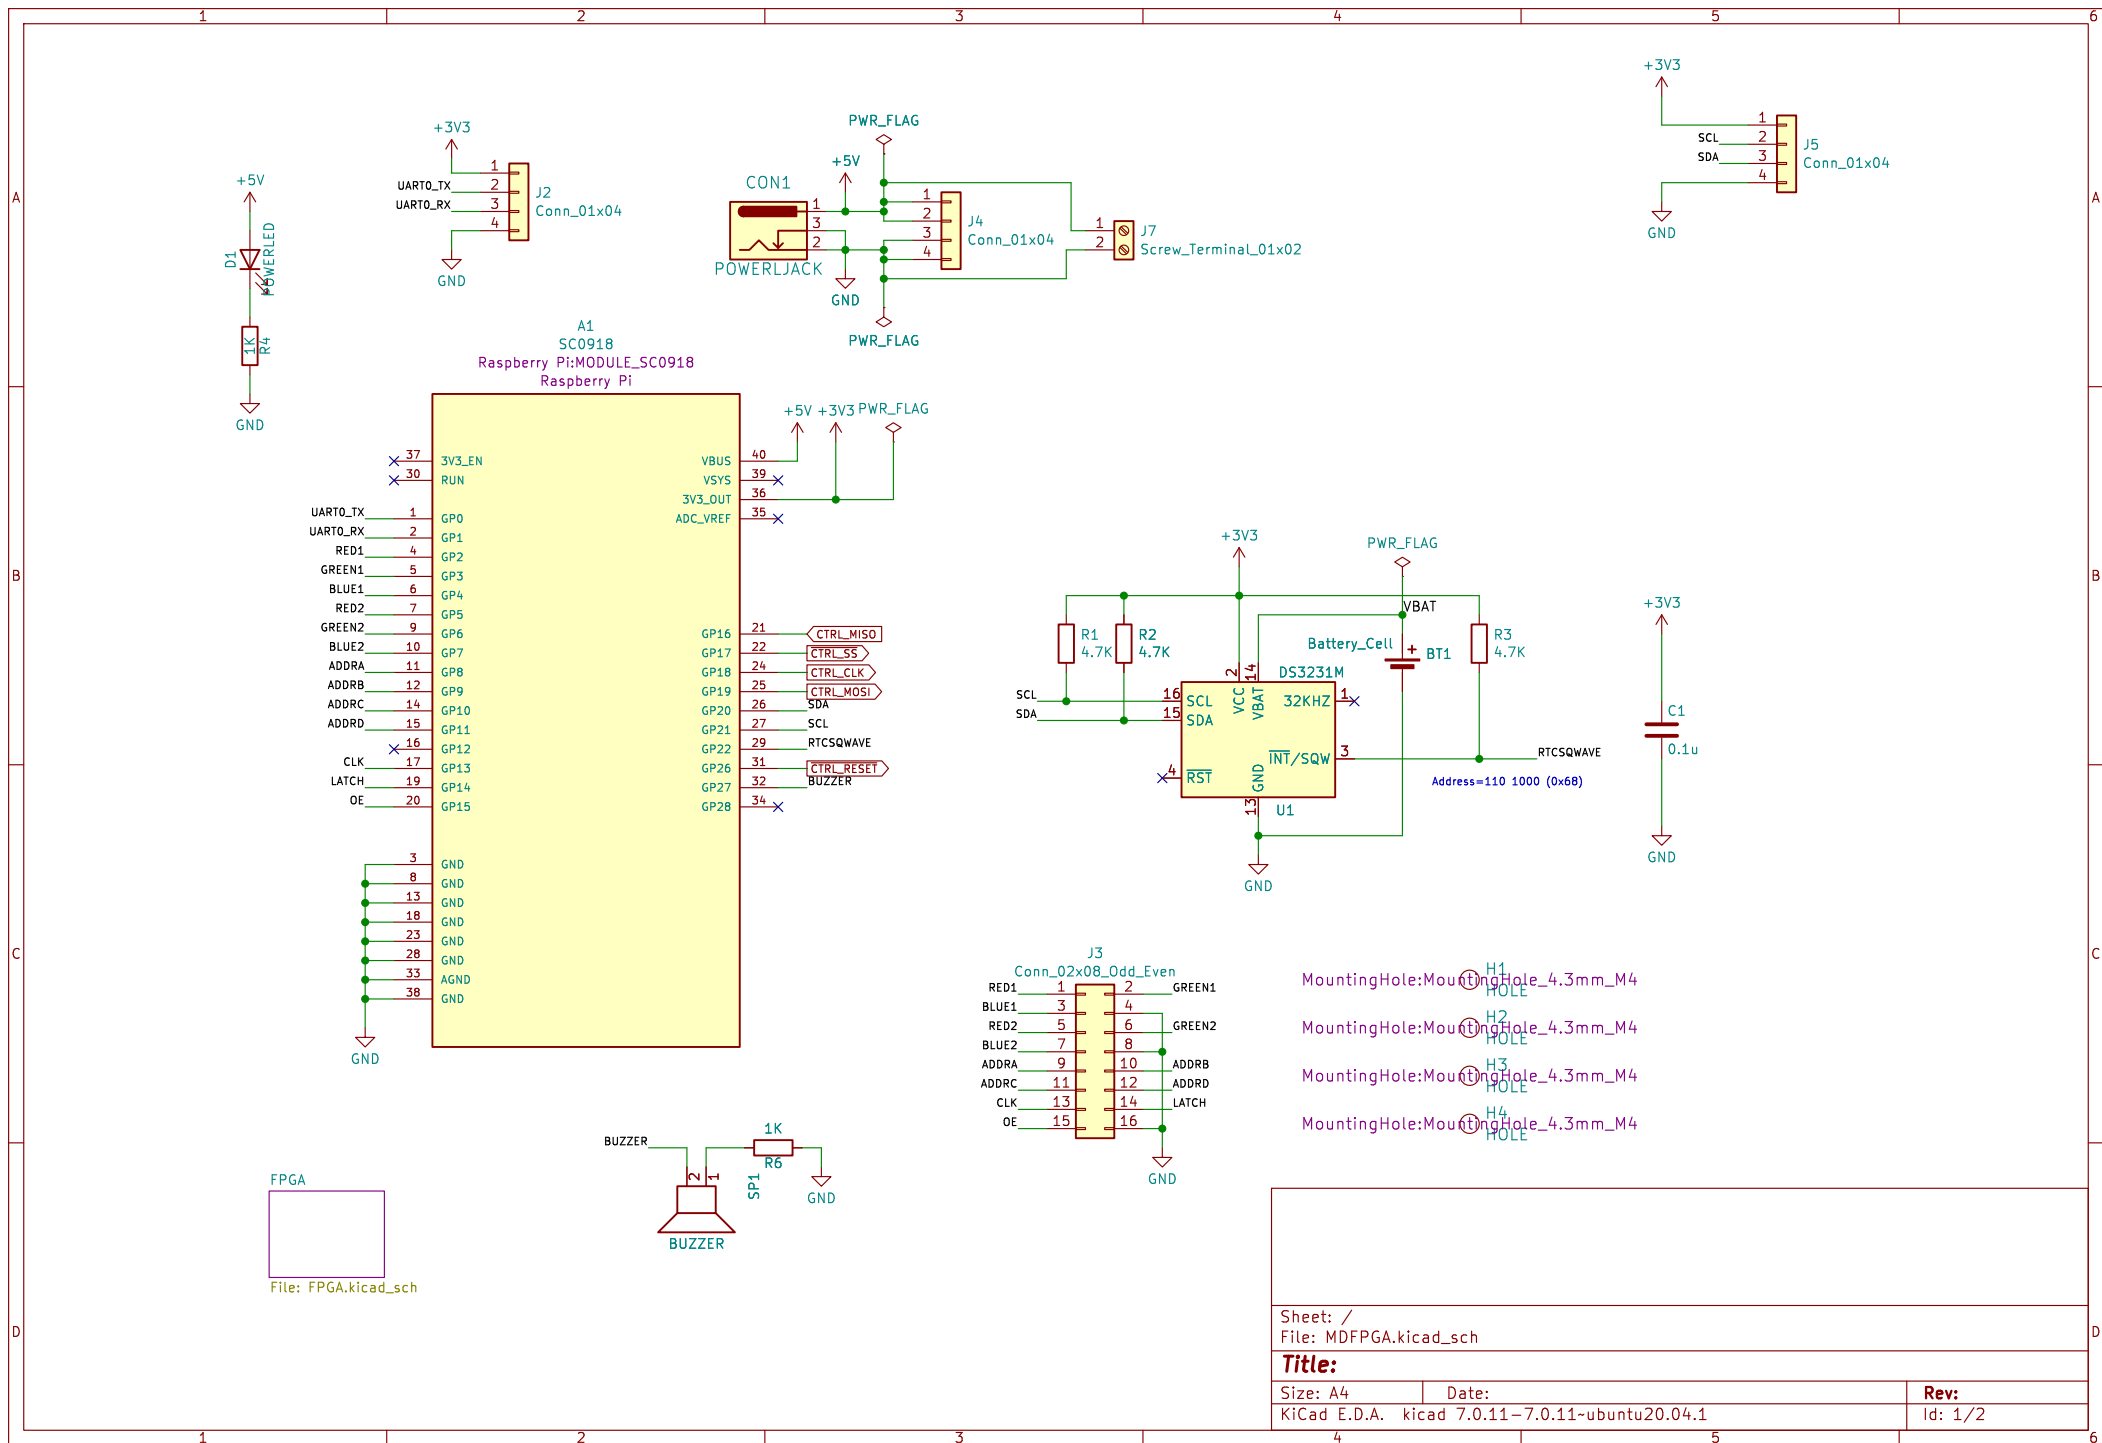 1 2 3 4 5 6
A
A
B
B
C
C
D
D
1 2 3 4 5 6
+5V
D1
POWERLED
1K
R4
GND
+3V3
UART0_TX
UART0_RX
1
2
3
4
J2
Conn_01x04
GND
PWR_FLAG
+5V
CON1
1
3
2
POWERLJACK
GND
PWR_FLAG
1
2
3
4
J4
Conn_01x04
1
2
J7
Screw_Terminal_01x02
+3V3
SCL
SDA
1
2
3
4
J5
Conn_01x04
GND
A1
SC0918
Raspberry Pi:MODULE_SC0918
Raspberry Pi
+5V +3V3 PWR_FLAG
37 3V3_EN
30 RUN
UART0_TX 1 GP0
UART0_RX 2 GP1
RED1 4 GP2
GREEN1 5 GP3
BLUE1 6 GP4
RED2 7 GP5
GREEN2 9 GP6
BLUE2 10 GP7
ADDRA 11 GP8
ADDRB 12 GP9
ADDRC 14 GP10
ADDRD 15 GP11
16 GP12
CLK 17 GP13
LATCH 19 GP14
OE 20 GP15
3 GND
8 GND
13 GND
18 GND
23 GND
28 GND
33 AGND
38 GND
GND
VBUS 40
VSYS 39
3V3_OUT 36
ADC_VREF 35
GP16 21 CTRL_MISO
GP17 22 CTRL_SS
GP18 24 CTRL_CLK
GP19 25 CTRL_MOSI
GP20 26 SDA
GP21 27 SCL
GP22 29 RTCSQWAVE
GP26 31 CTRL_RESET
GP27 32 BUZZER
GP28 34
+3V3
PWR_FLAG
VBAT
R1
4.7K
R2
4.7K
Battery_Cell
+
BT1
R3
4.7K
DS3231M
SCL 16 SCL
SDA 15 SDA
2 VCC
14 VBAT
32KHZ 1
INT/SQW 3
RTCSQWAVE
4 RST
GND 13
U1
Address=110 1000 (0x68)
GND
+3V3
C1
0.1u
GND
J3
Conn_02x08_Odd_Even
RED1 1 2 GREEN1
BLUE1 3 4
RED2 5 6 GREEN2
BLUE2 7 8
ADDRA 9 10 ADDRB
ADDRC 11 12 ADDRD
CLK 13 14 LATCH
OE 15 16
GND
H1
MountingHole:MountingHole_4.3mm_M4
HOLE
H2
MountingHole:MountingHole_4.3mm_M4
HOLE
H3
MountingHole:MountingHole_4.3mm_M4
HOLE
H4
MountingHole:MountingHole_4.3mm_M4
HOLE
BUZZER
2 1
SP1
BUZZER
1K
R6
GND
FPGA
File: FPGA.kicad_sch
Sheet: /
File: MDFPGA.kicad_sch
Title:
Size: A4 Date: Rev:
KiCad E.D.A. kicad 7.0.11-7.0.11~ubuntu20.04.1 Id: 1/2